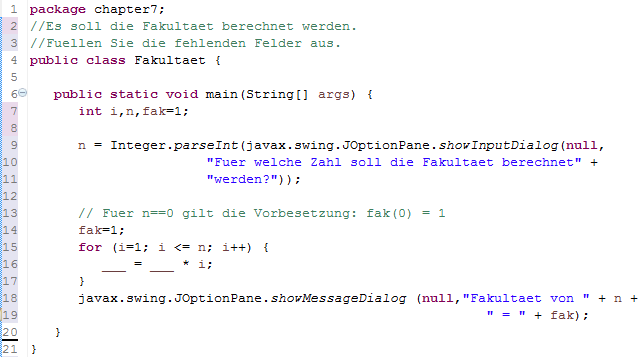 1 package chapter7;
2 //Es soll die Fakultaet berechnet werden.
3 //Fuellen Sie die fehlenden Felder aus.
4 public class Fakultaet {
5
6 public static void main(String[] args) {
7 int i,n,fak=1;
8
9 n = Integer.parseInt(javax.swing.JOptionPane.showInputDialog(null,
10 "Fuer welche Zahl soll die Fakultaet berechnet" +
11 "werden?"));
12
13 // Fuer n==0 gilt die Vorbesetzung: fak(0) = 1
14 fak=1;
15 for (i=1; i <= n; i++) {
16 ___ = ___ * i;
17 }
18 javax.swing.JOptionPane.showMessageDialog (null,"Fakultaet von " + n +
19 " = " + fak);
20 }
21 }